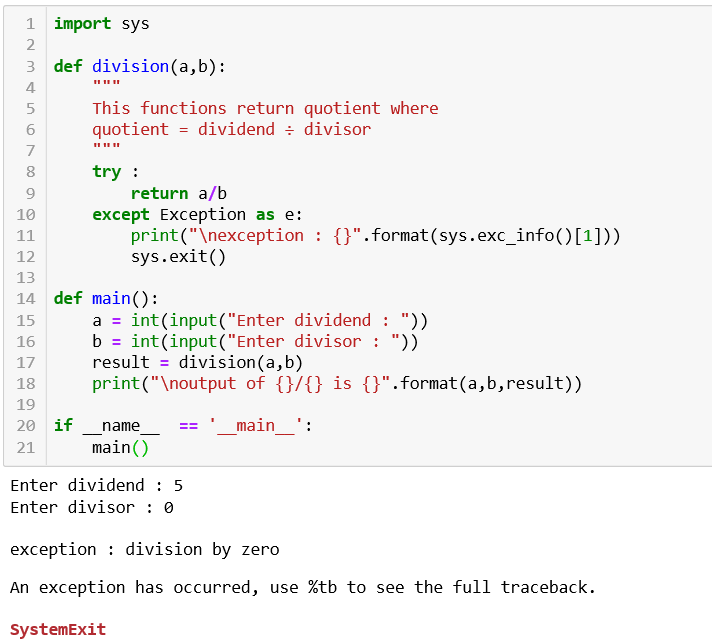 1 import sys
2
3 def division(a,b):
4     """
5     This functions return quotient where
6     quotient = dividend ÷ divisor
7     """
8     try :
9         return a/b
10     except Exception as e:
11         print("\nexception : {}".format(sys.exc_info()[1]))
12         sys.exit()
13
14 def main():
15     a = int(input("Enter dividend : "))
16     b = int(input("Enter divisor : "))
17     result = division(a,b)
18     print("\noutput of {}/{} is {}".format(a,b,result))
19
20 if __name__  == '__main__':
21     main()
Enter dividend : 5
Enter divisor : 0
exception : division by zero
An exception has occurred, use %tb to see the full traceback.
SystemExit